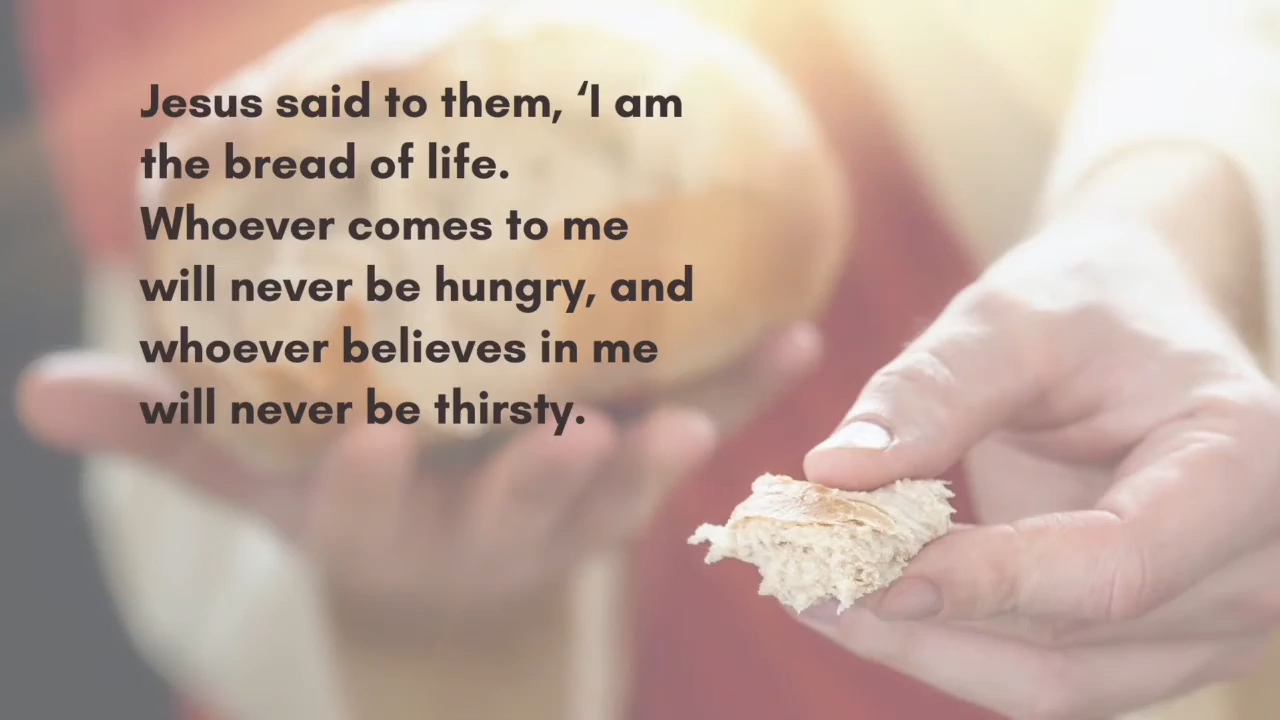 Jesus said to them, ‘I am
the bread of life.
Whoever comes to me
will never be hungry, and
whoever believes in me
will never be thirsty.